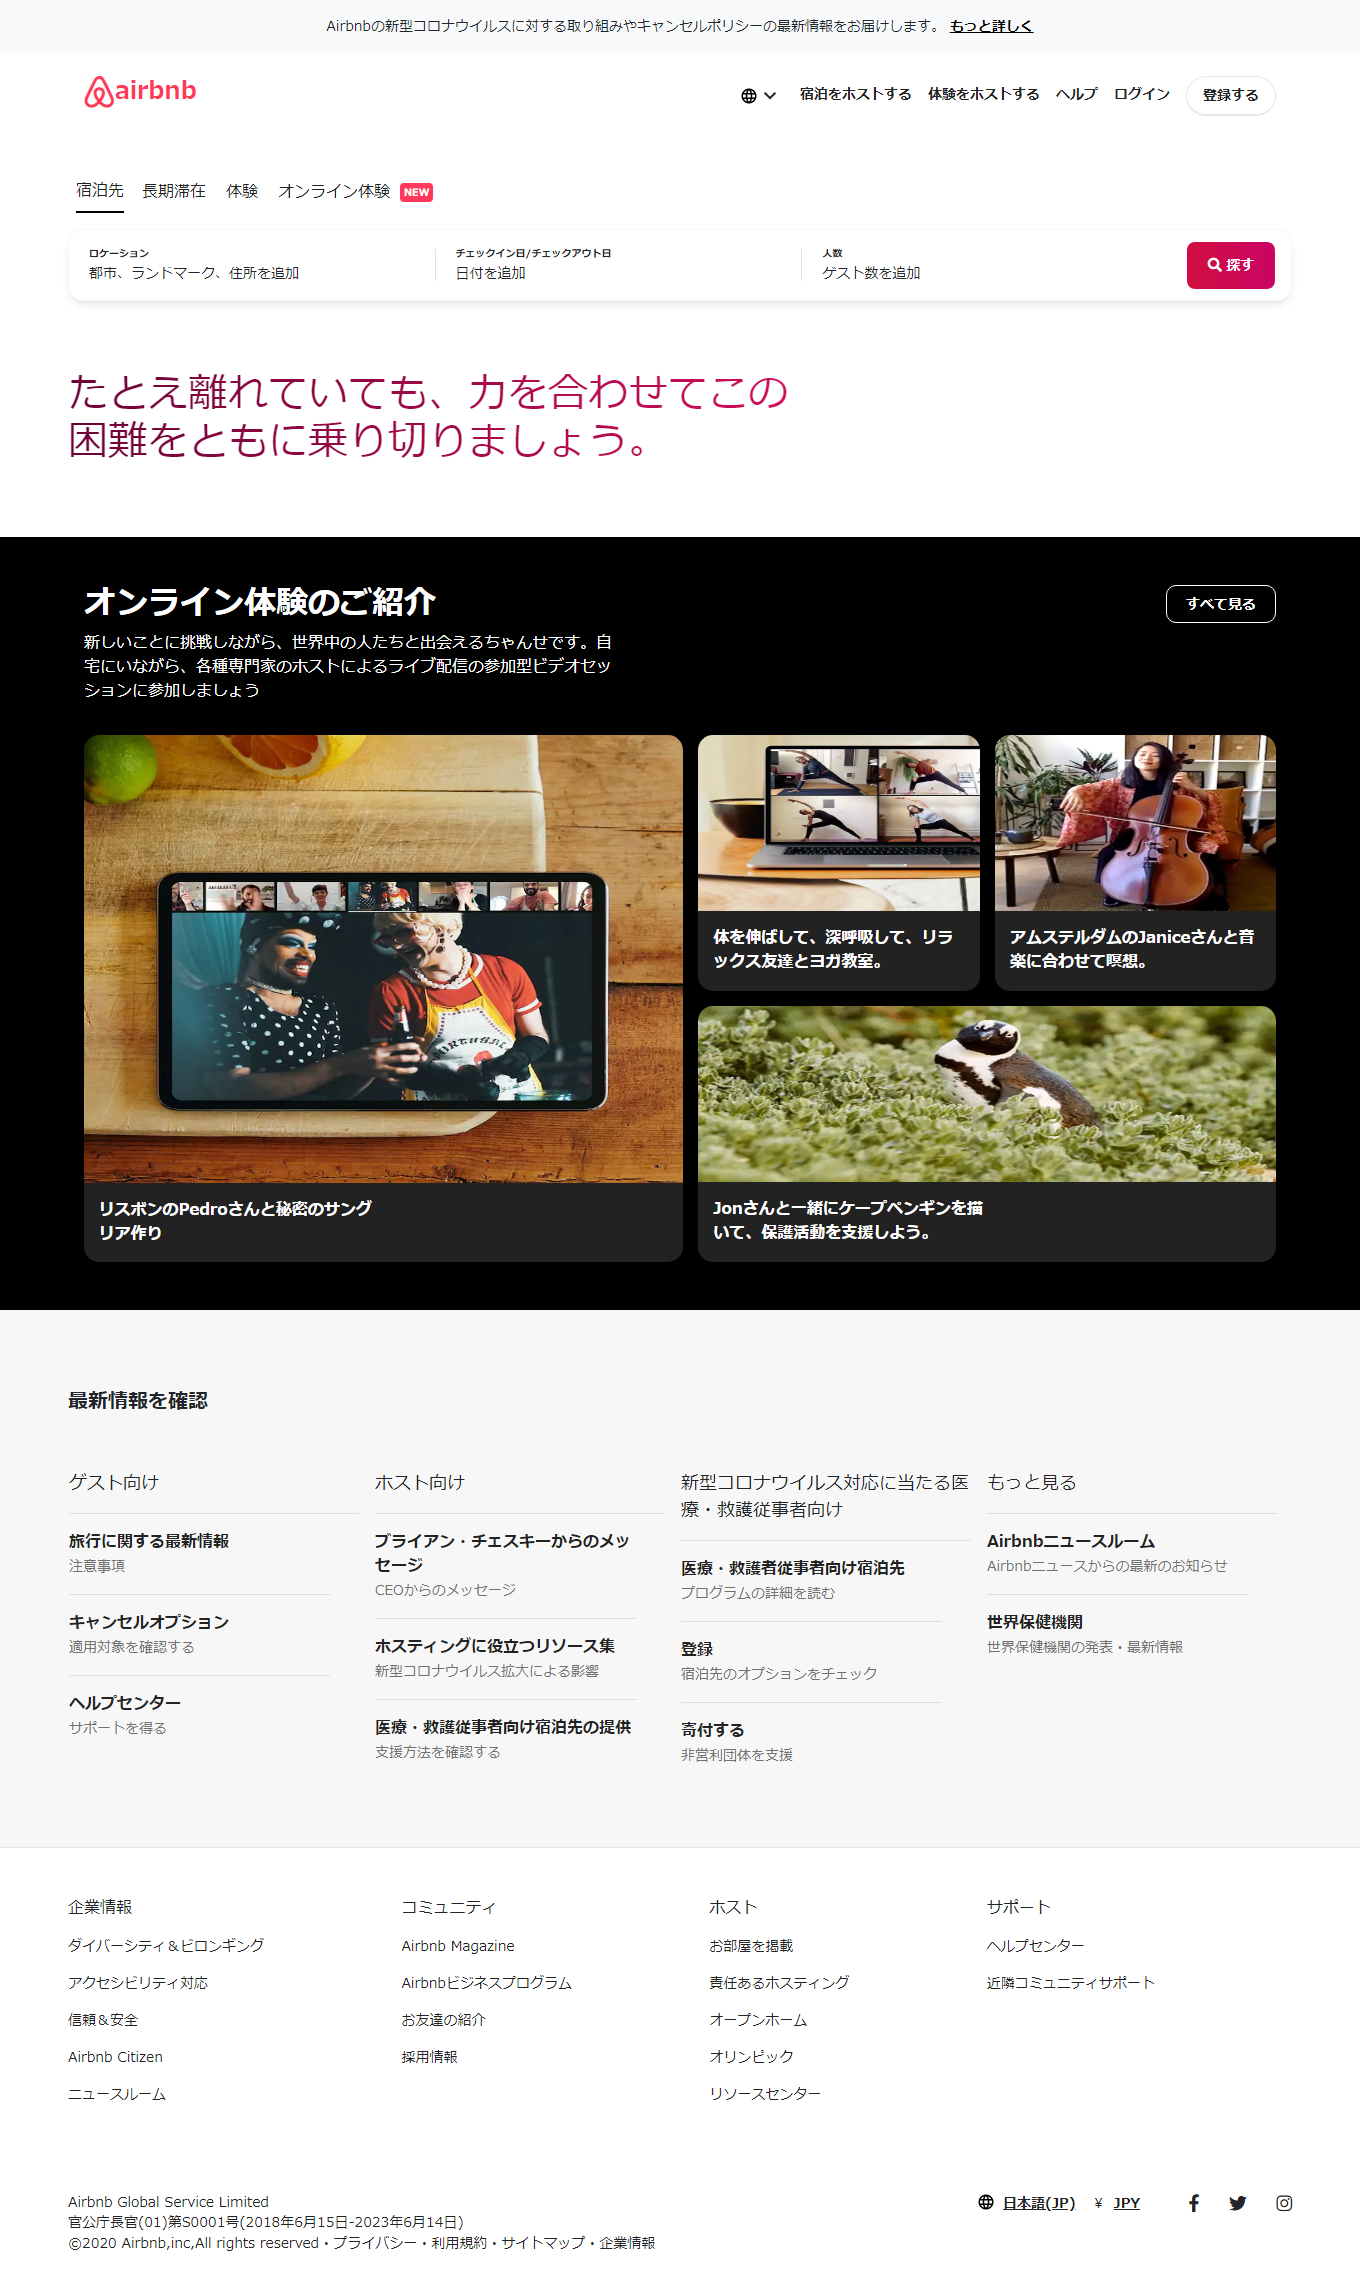 Airbnbの新型コロナウイルスに対する取り組みやキャンセルポリシーの最新情報をお届けします。 もっと詳しく
airbnb
宿泊をホストする 体験をホストする ヘルプ ログイン 登録する
宿泊先 長期滞在 体験 オンライン体験 NEW
ロケーション チェックイン日/チェックアウト日 人数
都市、ランドマーク、住所を追加 日付を追加 ゲスト数を追加 探す
たとえ離れていても、力を合わせてこの
困難をともに乗り切りましょう。
オンライン体験のご紹介
すべて見る
新しいことに挑戦しながら、世界中の人たちと出会えるちゃんせです。自
宅にいながら、各種専門家のホストによるライブ配信の参加型ビデオセッ
ションに参加しましょう
PORTUGAL
体を伸ばして、深呼吸して、リラ
ックス友達とヨガ教室。
アムステルダムのJaniceさんと音
楽に合わせて瞑想。
リスボンのPedroさんと秘密のサング
リア作り
Jonさんと一緒にケープペンギンを描
いて、保護活動を支援しよう。
最新情報を確認
ゲスト向け
旅行に関する最新情報
注意事項
キャンセルオプション
適用対象を確認する
ヘルプセンター
サポートを得る
ホスト向け
ブライアン・チェスキーからのメッ
セージ
CEOからのメッセージ
ホスティングに役立つリソース集
新型コロナウイルス拡大による影響
医療・救護従事者向け宿泊先の提供
支援方法を確認する
新型コロナウイルス対応に当たる医
療・救護従事者向け
医療・救護者従事者向け宿泊先
プログラムの詳細を読む
登録
宿泊先のオプションをチェック
寄付する
非営利団体を支援
もっと見る
Airbnbニュースルーム
Airbnbニュースからの最新のお知らせ
世界保健機関
世界保健機関の発表・最新情報
企業情報
ダイバーシティ＆ビロンギング
アクセシビリティ対応
信頼＆安全
Airbnb Citizen
ニュースルーム
コミュニティ
Airbnb Magazine
Airbnbビジネスプログラム
お友達の紹介
採用情報
ホスト
お部屋を掲載
責任あるホスティング
オープンホーム
オリンピック
リソースセンター
サポート
ヘルプセンター
近隣コミュニティサポート
Airbnb Global Service Limited
官公庁長官(01)第S0001号(2018年6月15日-2023年6月14日)
©2020 Airbnb,inc,All rights reserved・プライバシー・利用規約・サイトマップ・企業情報
日本語(JP) ¥ JPY